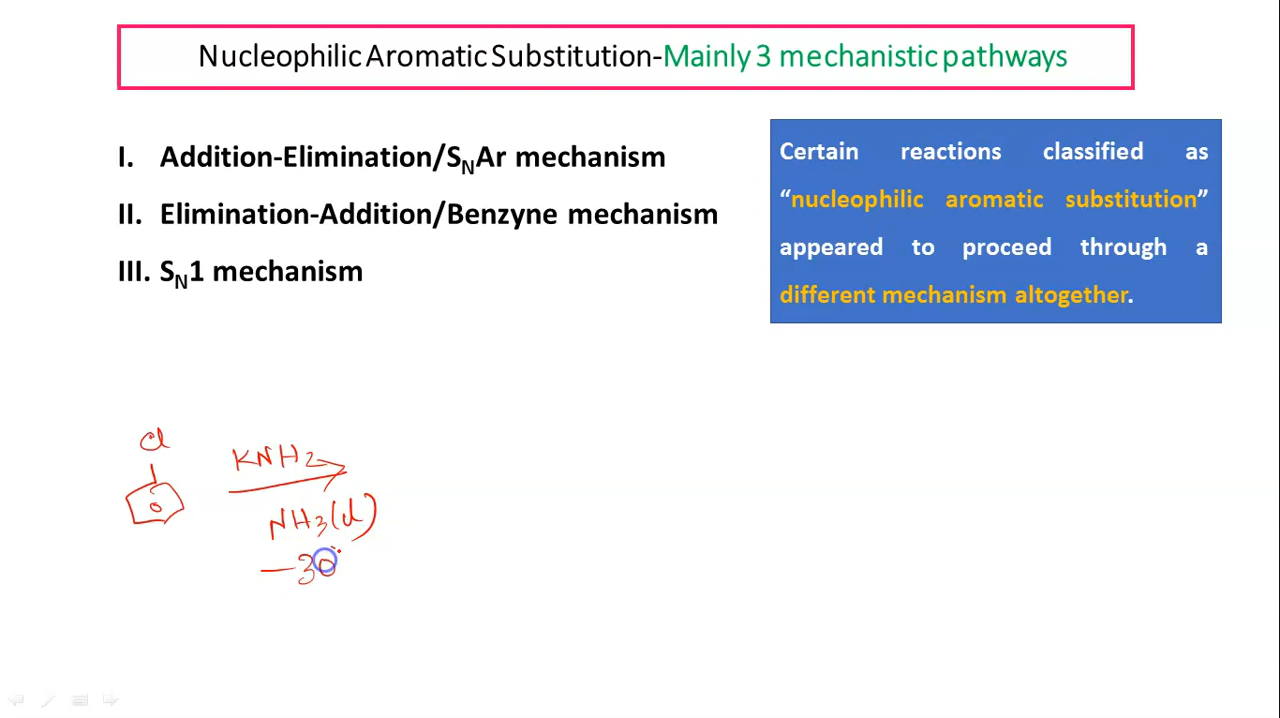 Nucleophilic Aromatic Substitution-Mainly 3 mechanistic pathways
I. Addition-Elimination/SNAr mechanism
II. Elimination-Addition/Benzyne mechanism
III. SN1 mechanism
Certain reactions classified as
“nucleophilic aromatic substitution”
appeared to proceed through a
different mechanism altogether.
Cl
KNH2
NH3(l)
-30°